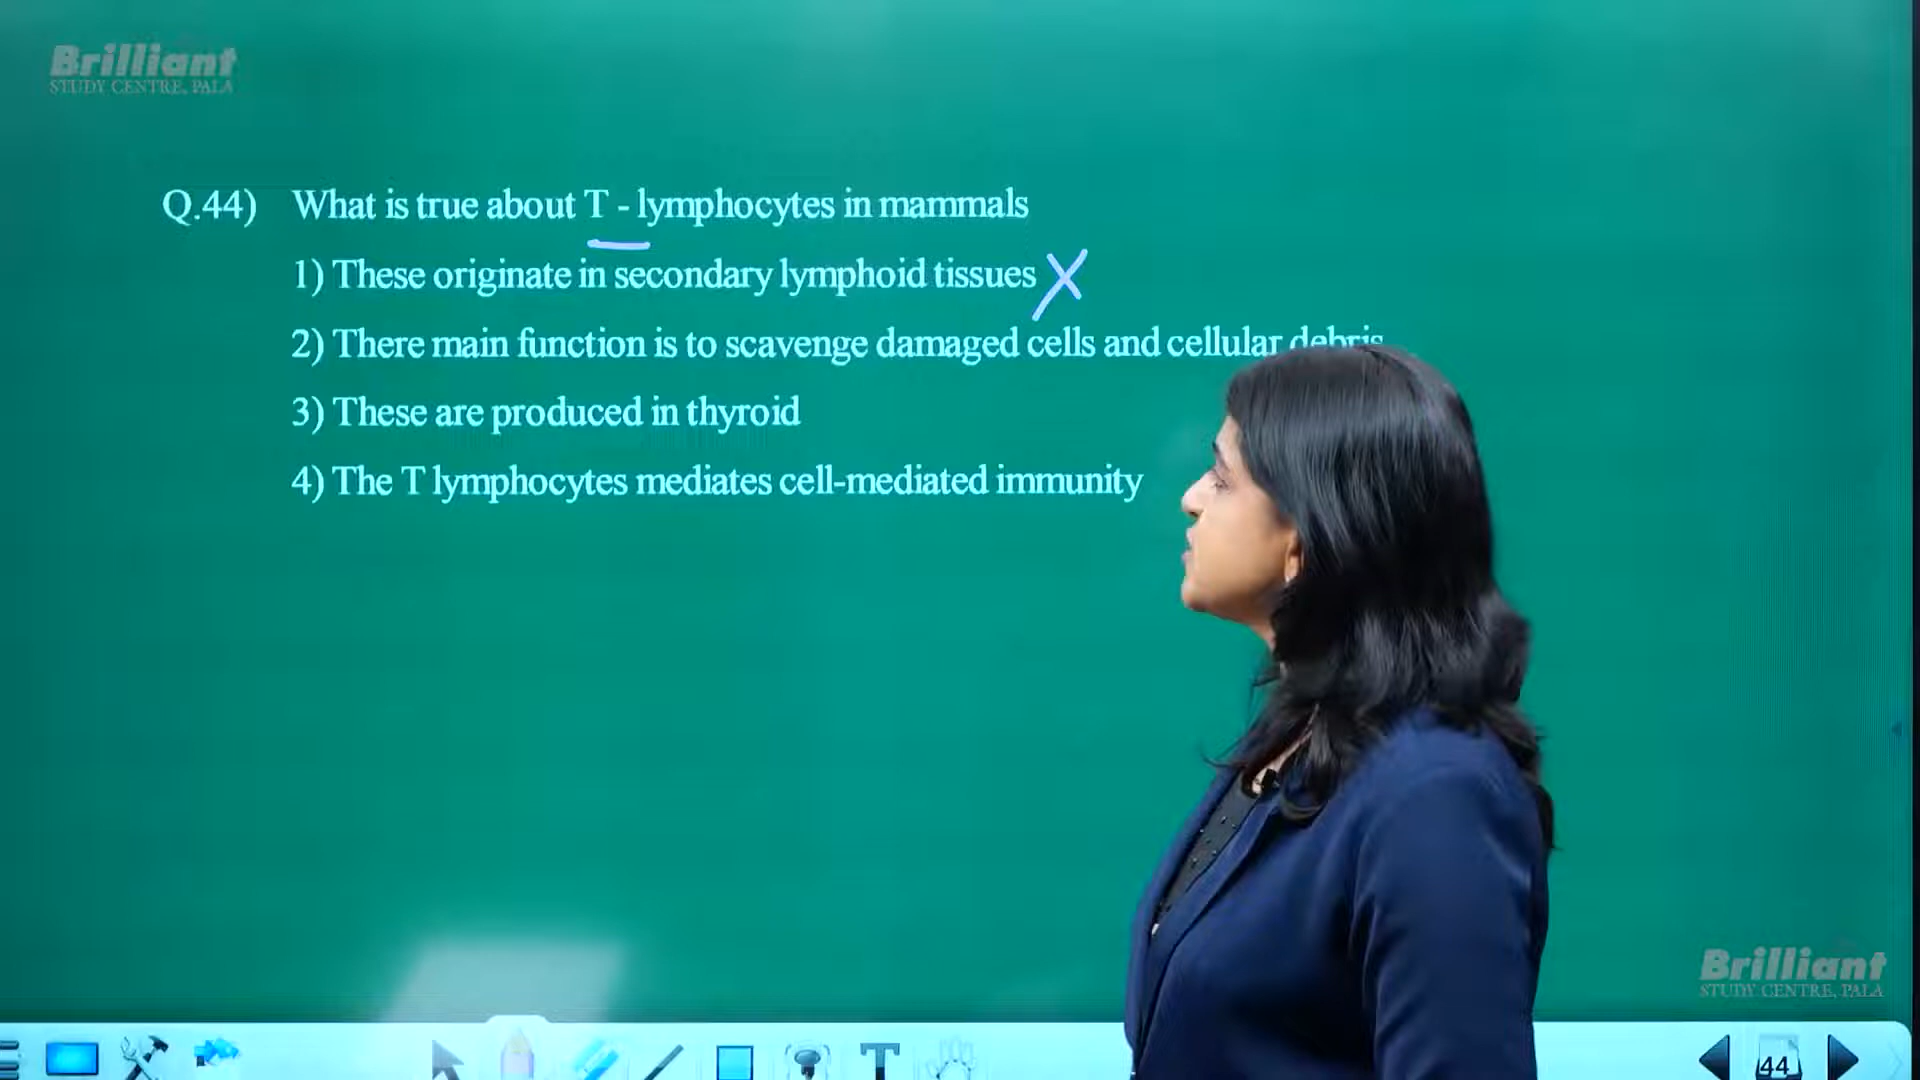 Brilliant
STUDY CENTRE, PALA
Q.44) What is true about T - lymphocytes in mammals
1) These originate in secondary lymphoid tissues X
2) There main function is to scavenge damaged cells and cellular debris
3) These are produced in thyroid
4) The T lymphocytes mediates cell-mediated immunity
Brilliant
STUDY CENTRE, PALA
T
44